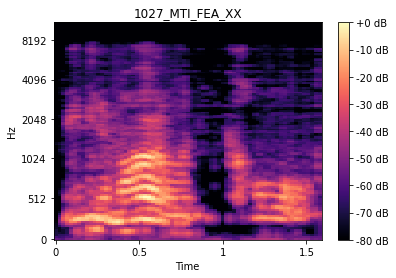 1027_MTI_FEA_XX
8192
4096
2048
1024
512
0
Hz
0
0.5
1
1.5
Time
+0 dB
-10 dB
-20 dB
-30 dB
-40 dB
-50 dB
-60 dB
-70 dB
-80 dB